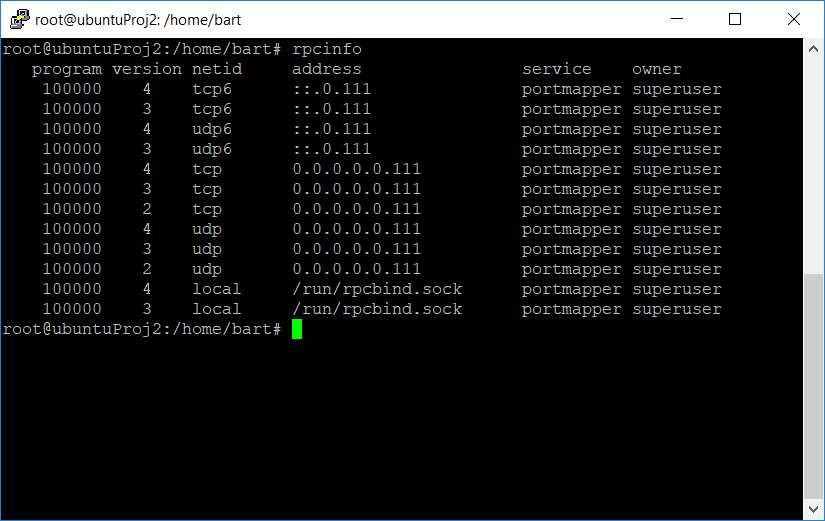 root@ubuntuProj2: /home/bart
root@ubuntuProj2:/home/bart# rpcinfo
   program version netid     address                service    owner
    100000    4    tcp6      ::.0.111               portmapper superuser
    100000    3    tcp6      ::.0.111               portmapper superuser
    100000    4    udp6      ::.0.111               portmapper superuser
    100000    3    udp6      ::.0.111               portmapper superuser
    100000    4    tcp       0.0.0.0.0.111          portmapper superuser
    100000    3    tcp       0.0.0.0.0.111          portmapper superuser
    100000    2    tcp       0.0.0.0.0.111          portmapper superuser
    100000    4    udp       0.0.0.0.0.111          portmapper superuser
    100000    3    udp       0.0.0.0.0.111          portmapper superuser
    100000    2    udp       0.0.0.0.0.111          portmapper superuser
    100000    4    local     /run/rpcbind.sock      portmapper superuser
    100000    3    local     /run/rpcbind.sock      portmapper superuser
root@ubuntuProj2:/home/bart#